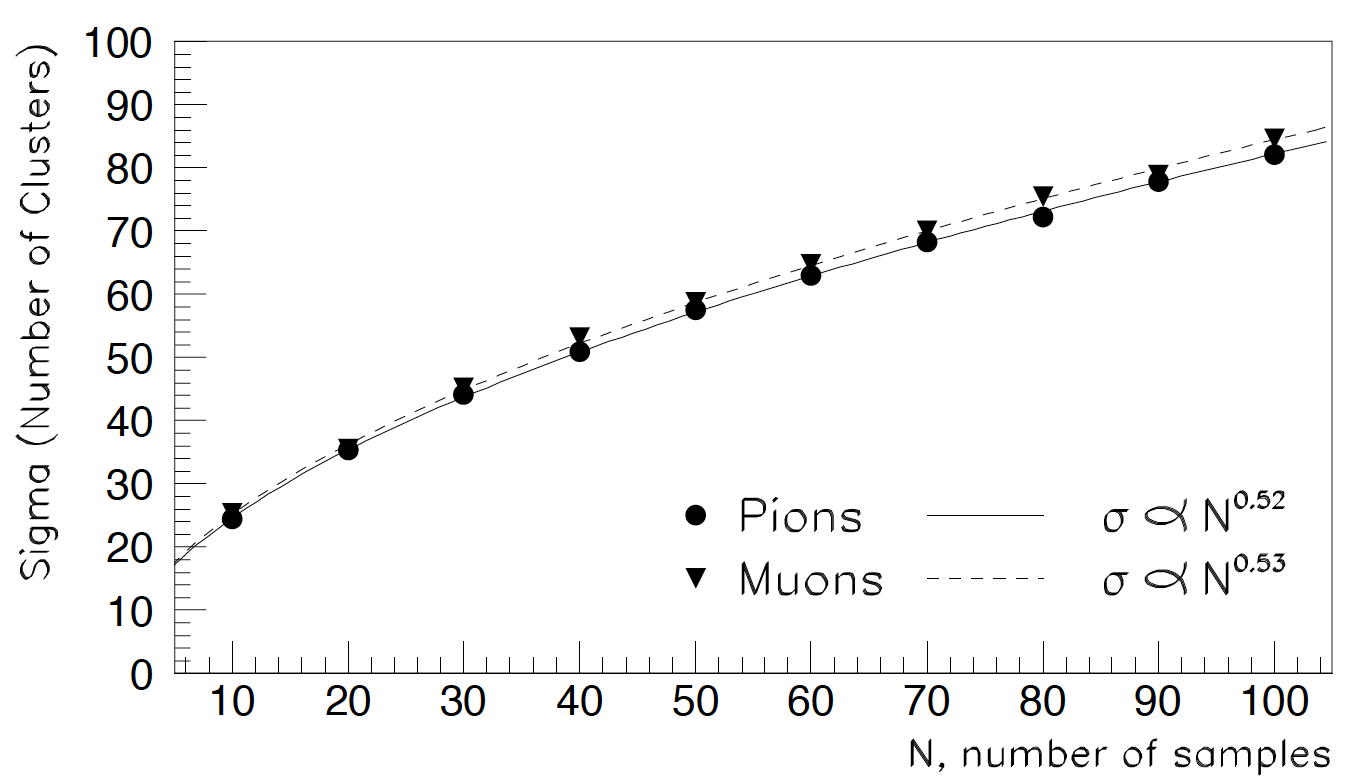 Sigma (Number of Clusters)
100
90
80
70
60
50
40
30
20
10
0
Pions σ ∝ N^0.52
Muons σ ∝ N^0.53
10 20 30 40 50 60 70 80 90 100
N, number of samples